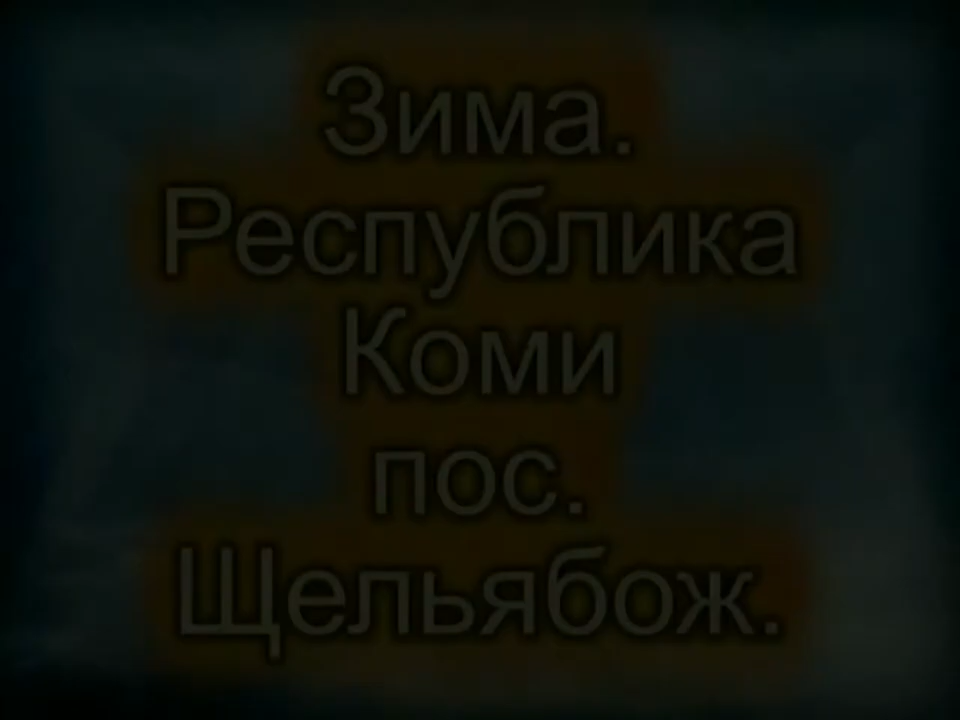 Зима.
Республика
Коми
пос.
Щельябож.